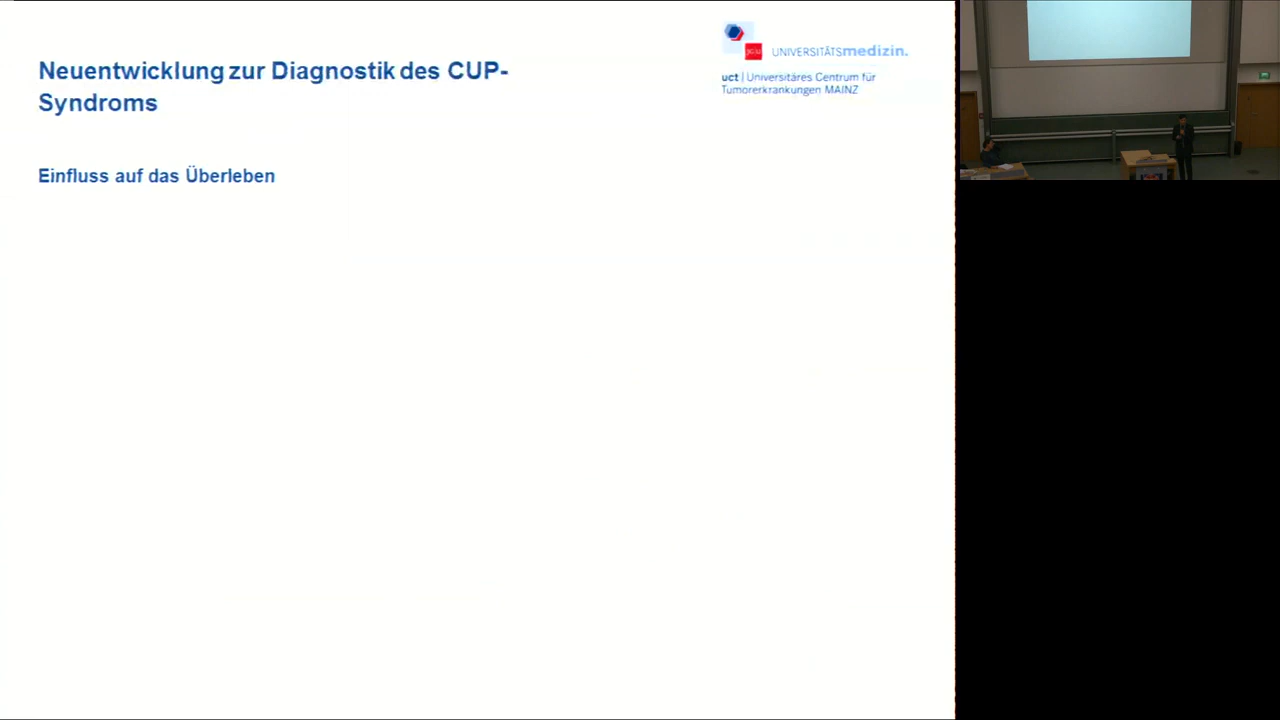 Neuentwicklung zur Diagnostik des CUP-
Syndroms
Einfluss auf das Überleben
UNIVERSITÄTSmedizin.
uct | Universitäres Centrum für
Tumorerkrankungen MAINZ